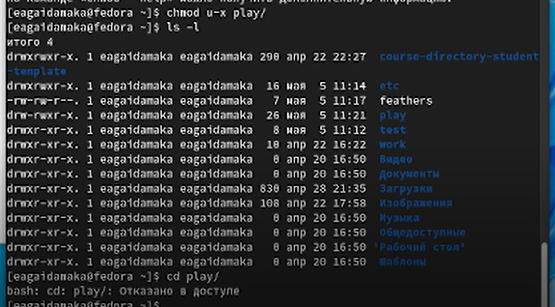 [eagaidamaka@fedora ~]$ chmod u-x play/
[eagaidamaka@fedora ~]$ ls -l
итого 4
drwxrwxr-x. 1 eagaidamaka eagaidamaka 290 апр 22 22:27 course-directory-student
-template
drwxrwxr-x. 1 eagaidamaka eagaidamaka 16 мая 5 11:14 etc
-rw-rw-r--. 1 eagaidamaka eagaidamaka 7 мая 5 11:17 feathers
drw-rwxr-x. 1 eagaidamaka eagaidamaka 26 мая 5 11:21 play
drwxr-xr-x. 1 eagaidamaka eagaidamaka 8 мая 5 11:12 test
drwxrwxr-x. 1 eagaidamaka eagaidamaka 10 апр 22 16:22 work
drwxr-xr-x. 1 eagaidamaka eagaidamaka 0 апр 20 16:50 Видео
drwxr-xr-x. 1 eagaidamaka eagaidamaka 0 апр 20 16:50 Документы
drwxr-xr-x. 1 eagaidamaka eagaidamaka 830 апр 28 21:35 Загрузки
drwxr-xr-x. 1 eagaidamaka eagaidamaka 108 апр 22 17:58 Изображения
drwxr-xr-x. 1 eagaidamaka eagaidamaka 0 апр 20 16:50 Музыка
drwxr-xr-x. 1 eagaidamaka eagaidamaka 0 апр 20 16:50 Общедоступные
drwxr-xr-x. 1 eagaidamaka eagaidamaka 0 апр 20 16:50 'Рабочий стол'
drwxr-xr-x. 1 eagaidamaka eagaidamaka 0 апр 20 16:50 Шаблоны
[eagaidamaka@fedora ~]$ cd play/
bash: cd: play/: Отказано в доступе